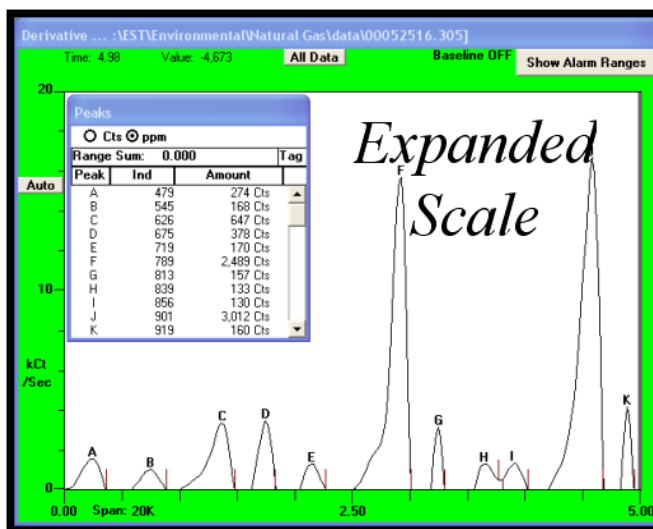 Derivative ... :\EST\Environmental\Natural Gas\data\00052516.305]
Time: 4.98 Value: -4,673 All Data Baseline OFF Show Alarm Ranges
20
Peaks
Cts ppm
Range Sum: 0.000 Tag
Peak Ind Amount
A 479 274 Cts
B 545 168 Cts
C 626 647 Cts
D 675 378 Cts
E 719 170 Cts
F 789 2,489 Cts
G 813 157 Cts
H 839 133 Cts
I 856 130 Cts
J 901 3,012 Cts
K 919 160 Cts
Expanded
Scale
Auto
10
kCt
/Sec
0
A
B
C
D
E
F
G
H
I
K
0.00 Span: 20K 2.50 5.00